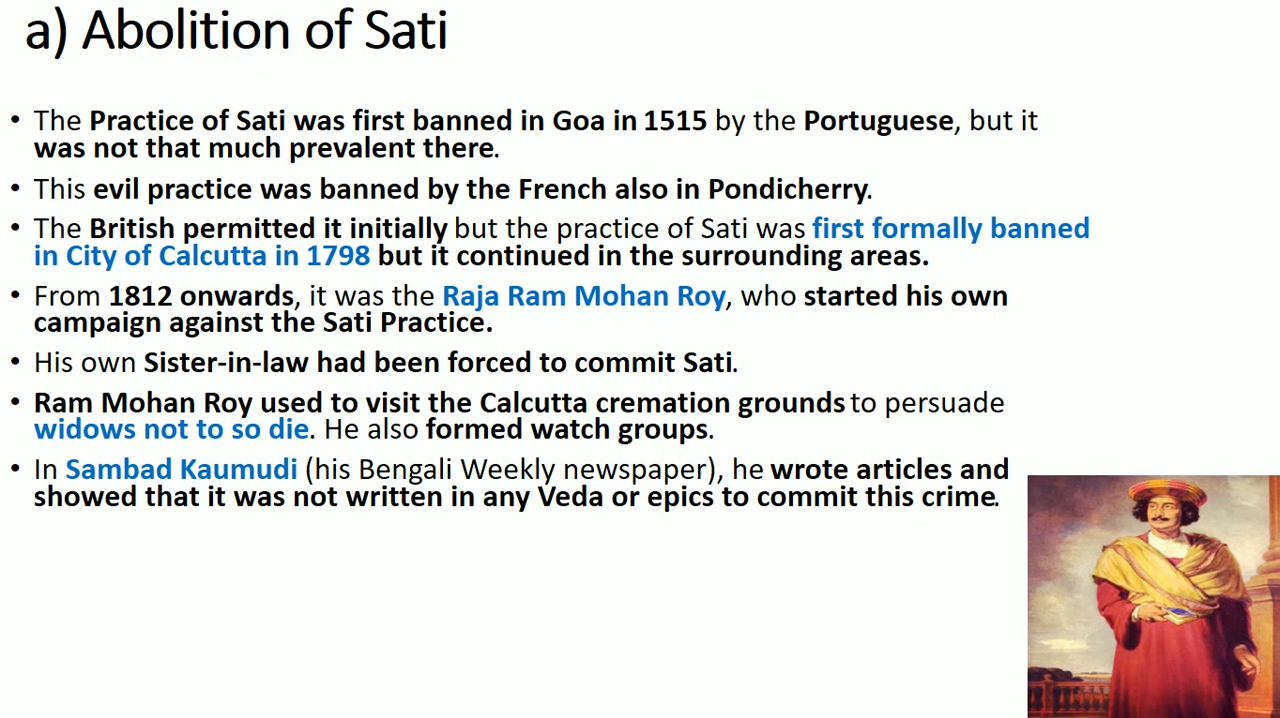 a) Abolition of Sati
• The Practice of Sati was first banned in Goa in 1515 by the Portuguese, but it
was not that much prevalent there.
• This evil practice was banned by the French also in Pondicherry.
• The British permitted it initially but the practice of Sati was first formally banned
in City of Calcutta in 1798 but it continued in the surrounding areas.
• From 1812 onwards, it was the Raja Ram Mohan Roy, who started his own
campaign against the Sati Practice.
• His own Sister-in-law had been forced to commit Sati.
• Ram Mohan Roy used to visit the Calcutta cremation grounds to persuade
widows not to so die. He also formed watch groups.
• In Sambad Kaumudi (his Bengali Weekly newspaper), he wrote articles and
showed that it was not written in any Veda or epics to commit this crime.